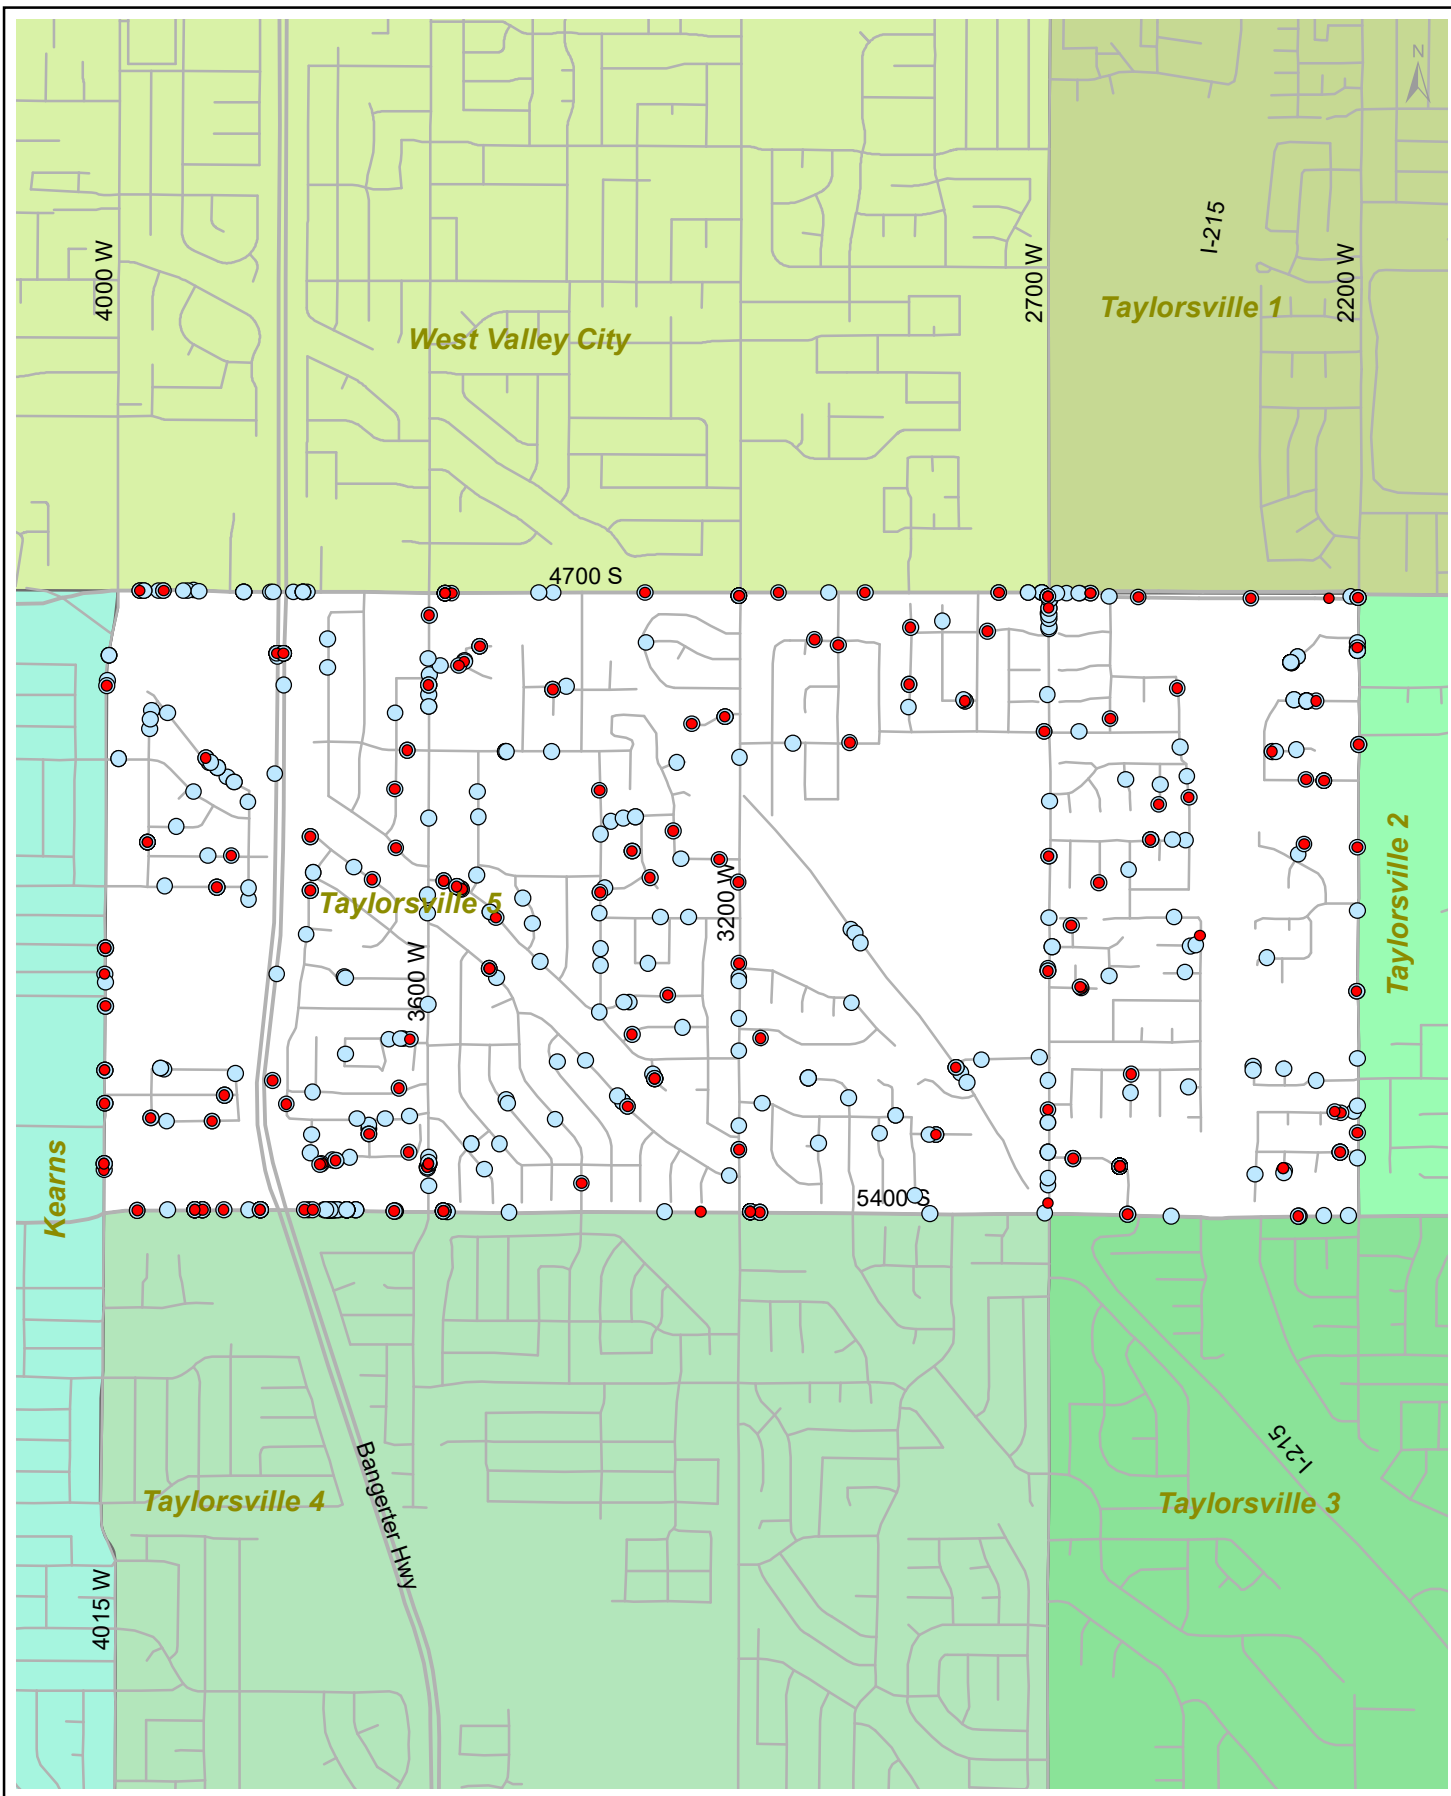 N
I-215
4000 W
2700 W
2200 W
Taylorsville 1
West Valley City
4700 S
Taylorsville 2
Taylorsville 5
3200 W
3600 W
Kearns
5400 S
I-215
Taylorsville 4
Taylorsville 3
Bangerter Hwy
4015 W